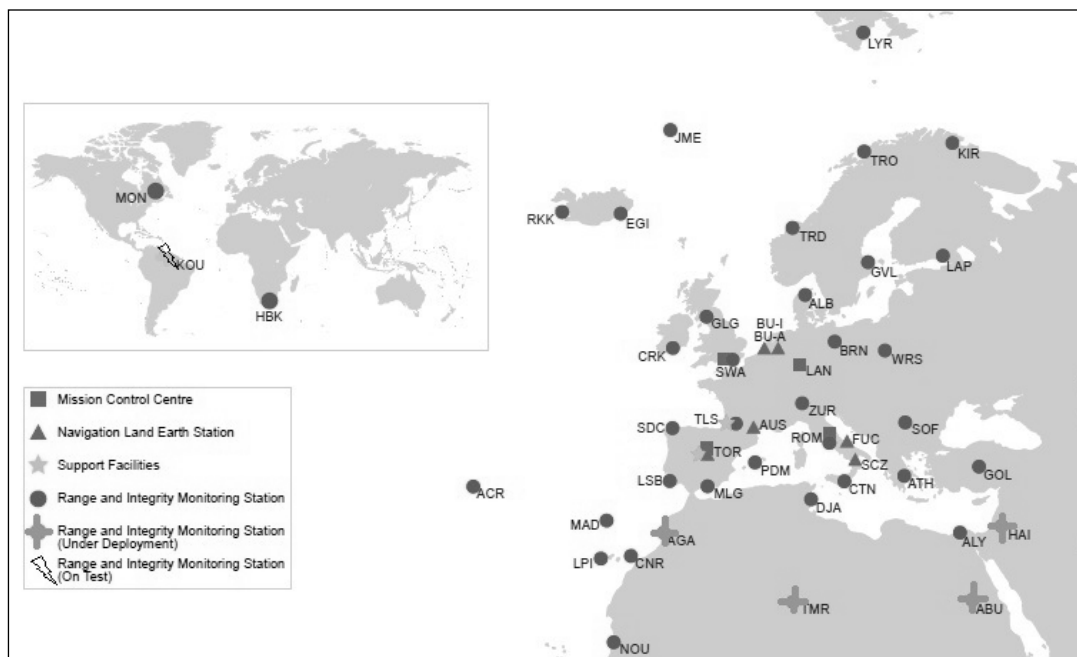 LYR
JME
TRO
KIR
MON
RKK
EGI
TRD
KOU
GVL
LAP
ALB
HBK
GLG
BU-I
BU-A
CRK
BRN
WRS
SWA
LAN
Mission Control Centre
ZUR
TLS
AUS
SDC
SOF
Navigation Land Earth Station
ROM
FUC
TOR
SCZ
Support Facilities
PDM
GOL
LSB
ATH
CTN
ACR
MLG
Range and Integrity Monitoring Station
DJA
MAD
Range and Integrity Monitoring Station
(Under Deployment)
AGA
ALY
HAI
LPI
CNR
Range and Integrity Monitoring Station
(On Test)
TMR
ABU
NOU